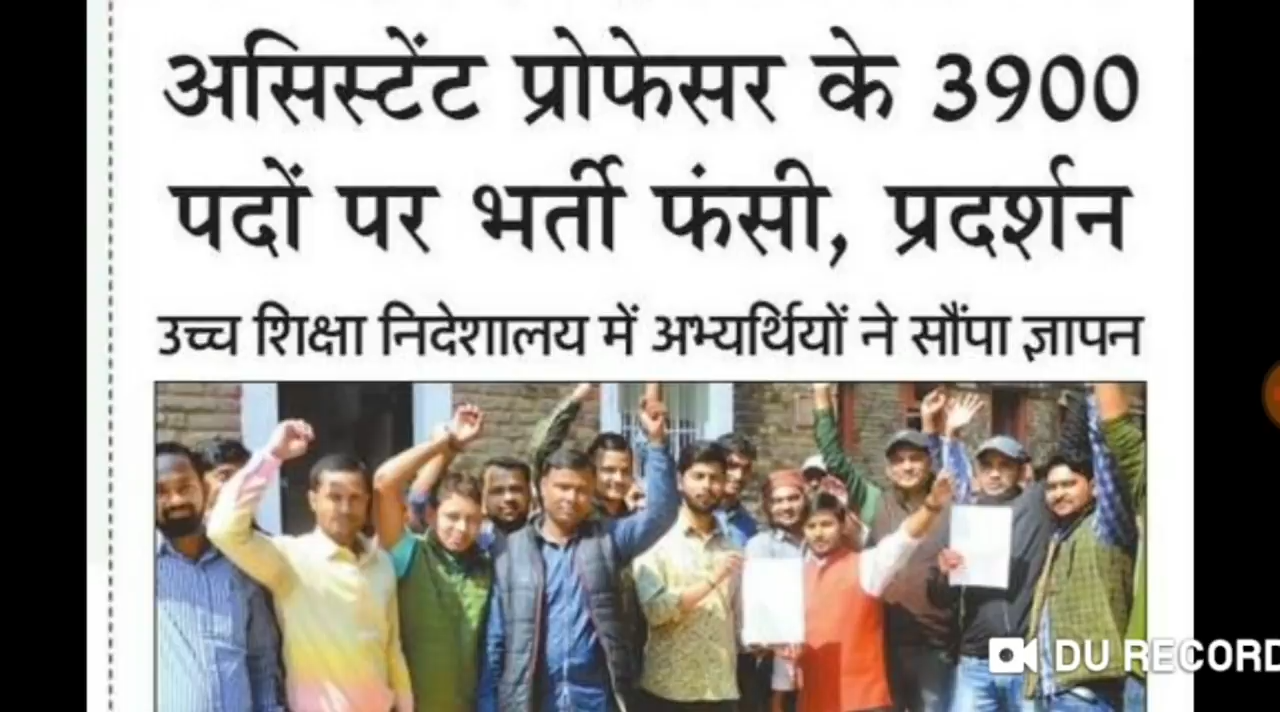 असिस्टेंट प्रोफेसर के 3900
पदों पर भर्ती फंसी, प्रदर्शन
उच्च शिक्षा निदेशालय में अभ्यर्थियों ने सौंपा ज्ञापन
DU RECORD